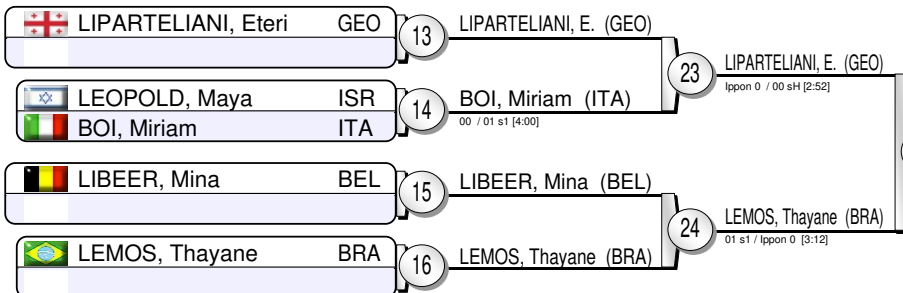 LIPARTELIANI, Eteri GEO
13
LIPARTELIANI, E. (GEO)
23
LIPARTELIANI, E. (GEO)
Ippon 0 / 00 sH [2:52]
LEOPOLD, Maya ISR
BOI, Miriam ITA
14
BOI, Miriam (ITA)
00 / 01 s1 [4:00]
LIBEER, Mina BEL
15
LIBEER, Mina (BEL)
24
LEMOS, Thayane (BRA)
01 s1 / Ippon 0 [3:12]
LEMOS, Thayane BRA
16
LEMOS, Thayane (BRA)